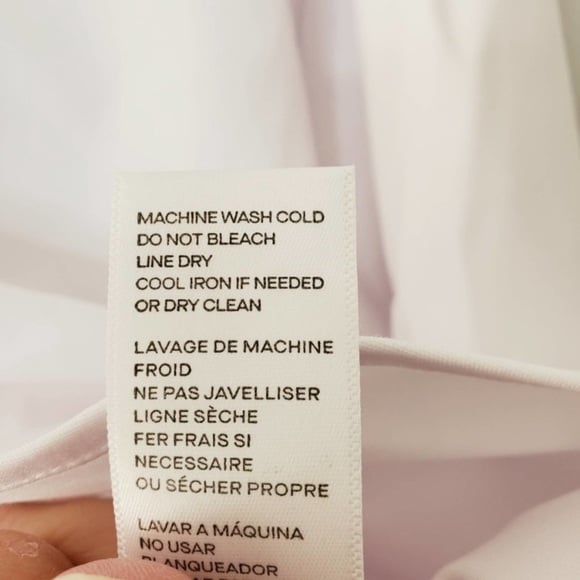 MACHINE WASH COLD
DO NOT BLEACH
LINE DRY
COOL IRON IF NEEDED
OR DRY CLEAN
LAVAGE DE MACHINE
FROID
NE PAS JAVELLISER
LIGNE SÈCHE
FER FRAIS SI
NECESSAIRE
OU SÉCHER PROPRE
LAVAR A MÁQUINA
NO USAR
BLANQUEADOR